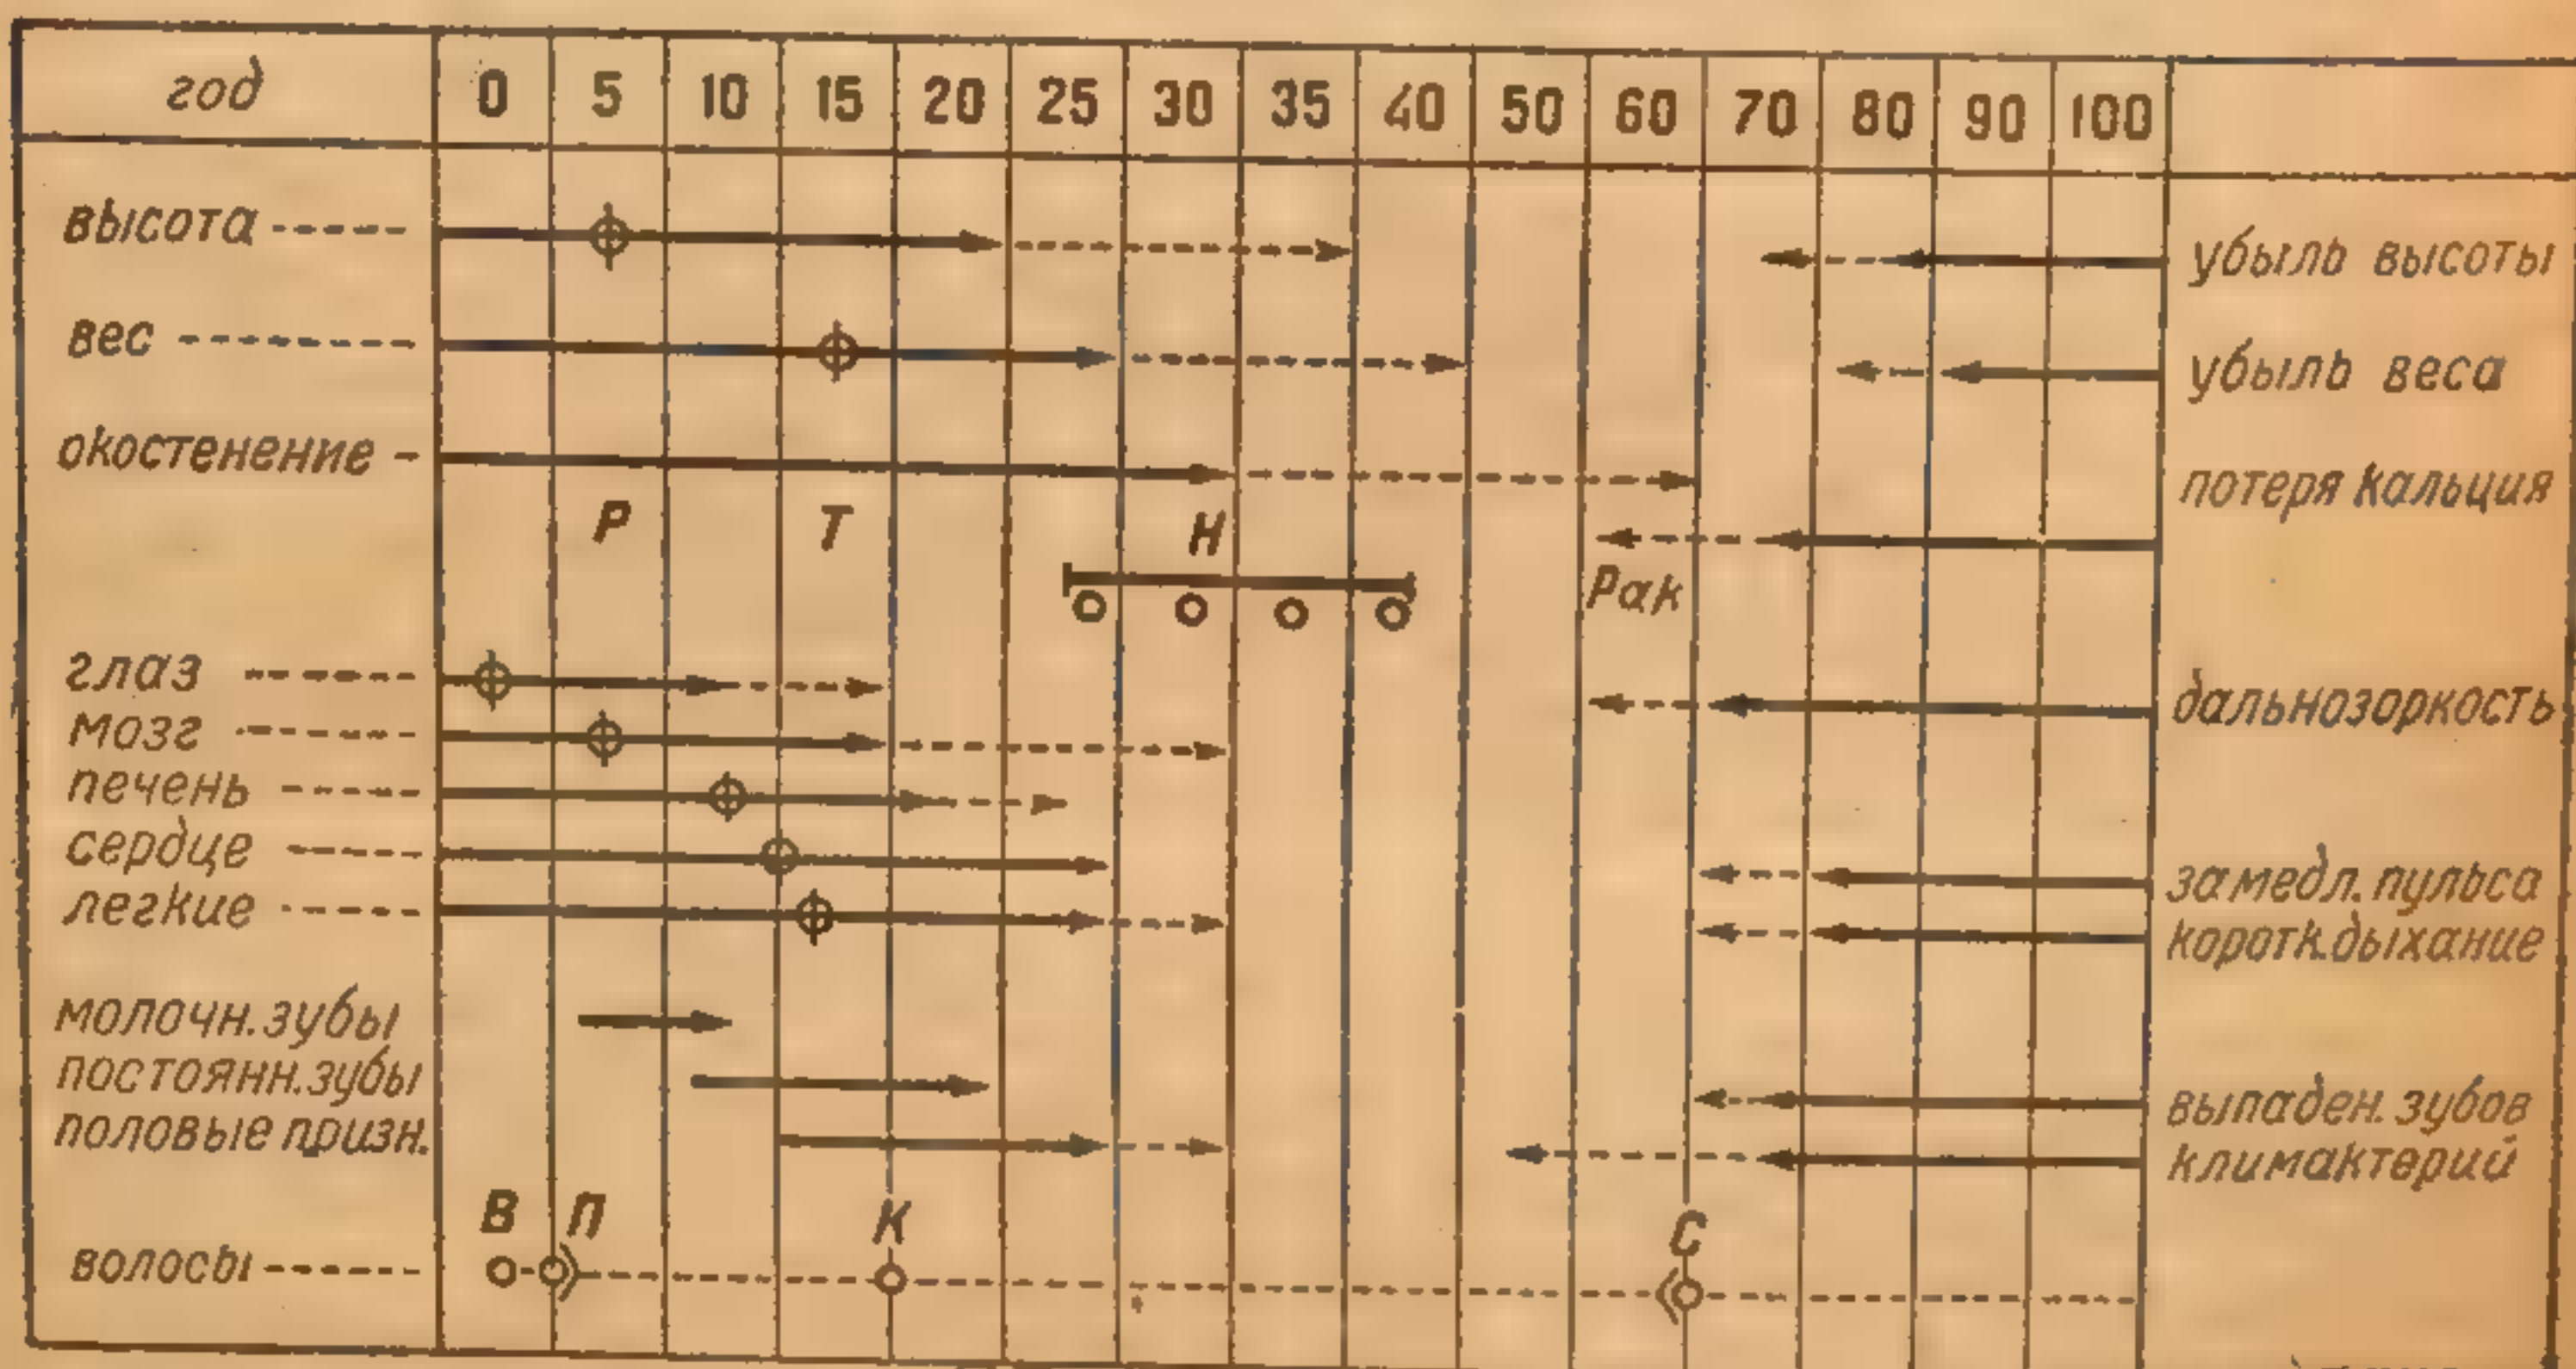 год 0 5 10 15 20 25 30 35 40 50 60 70 80 90 100
высота убыль высоты
вес убыль веса
окостенение потеря кальция
Р Т Н
Рак
глаз дальнозоркость
мозг
печень
сердце замедл. пульса
легкие коротк. дыхание
молочн. зубы
постоянн. зубы выпаден. зубов
половые призн. климактерий
В П К С
волосы